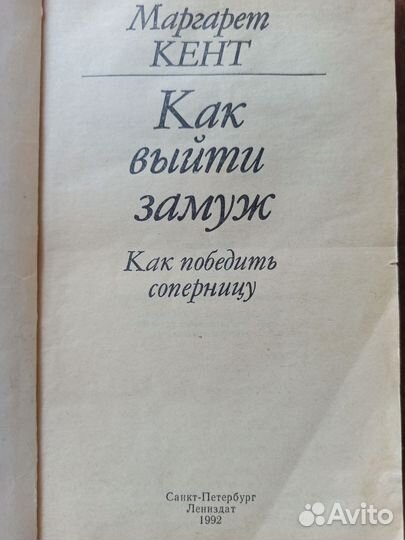 Маргарет
КЕНТ
Как
выйти
замуж
Как победить
соперницу
Санкт-Петербург
Лениздат
1992
Avito